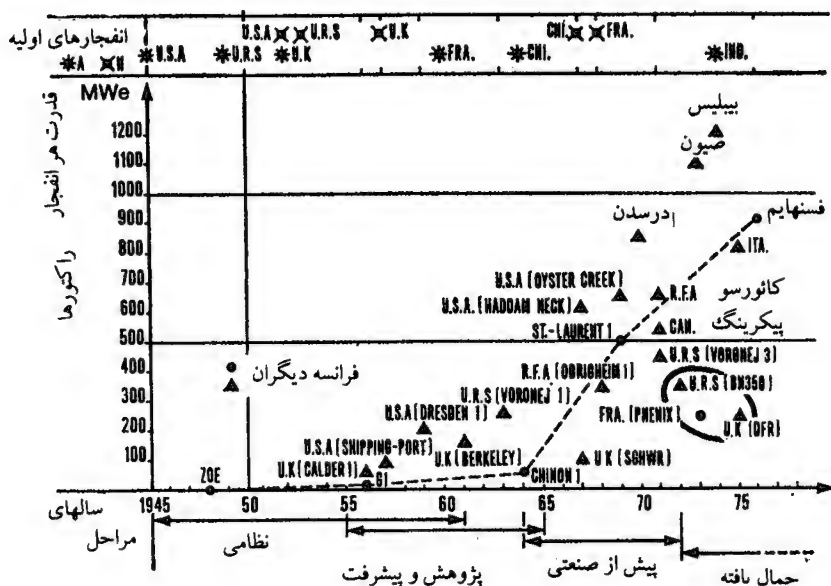 انفجارهای اولیه
U.S.A U.R.S U.K CHI. FRA.
A H U.S.A U.R.S U.K FRA. CHI. IND.
قدرت هر انفجار
راکتورها
MWe
1200
1100
1000
900
800
700
600
500
400
300
200
100
بیبلیس
صیون
فسنهایم
درسدن
ITA.
U.S.A (OYSTER CREEK)
R.F.A
کائورسو
U.S.A. (HADDAM NECK)
CAN.
پیکرینگ
ST.-LAURENT 1
U.R.S (VORONEJ 3)
فرانسه دیگران
R.F.A (OBRIGHEIM 1)
U.R.S (BN350)
U.R.S (VORONEJ 1)
FRA. (PHENIX)
U.K (DFR)
U.S.A (DRESDEN 1)
U.S.A (SHIPPING-PORT)
U.K (BERKELEY)
U K (SGHWR)
U.K (CALDER 1)
G1
CHINON 1
ZOE
سالهای
1945 50 55 60 65 70 75
مراحل
نظامی
پژوهش و پیشرفت
پیش از صنعتی
یافته